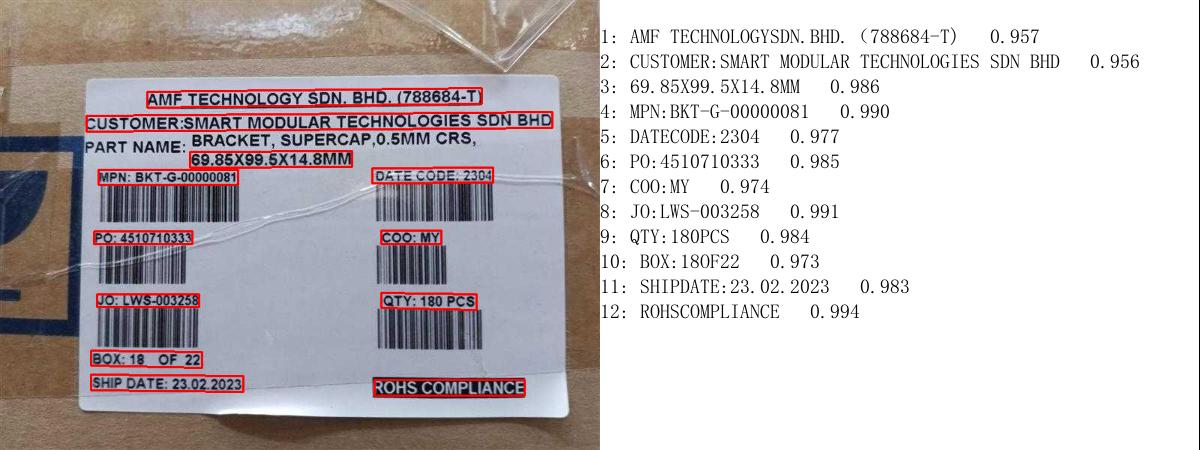 AMF TECHNOLOGY SDN. BHD. (788684-T)
CUSTOMER:SMART MODULAR TECHNOLOGIES SDN BHD
PART NAME: BRACKET, SUPERCAP,0.5MM CRS,
69.85X99.5X14.8MM
MPN: BKT-G-00000081 DATE CODE: 2304
PO: 4510710333 COO: MY
JO: LWS-003258 QTY: 180 PCS
BOX: 18 OF 22
SHIP DATE: 23.02.2023 ROHS COMPLIANCE
1: AMF TECHNOLOGYSDN.BHD. (788684-T) 0.957
2: CUSTOMER:SMART MODULAR TECHNOLOGIES SDN BHD 0.956
3: 69.85X99.5X14.8MM 0.986
4: MPN:BKT-G-00000081 0.990
5: DATECODE:2304 0.977
6: PO:4510710333 0.985
7: COO:MY 0.974
8: JO:LWS-003258 0.991
9: QTY:180PCS 0.984
10: BOX:18OF22 0.973
11: SHIPDATE:23.02.2023 0.983
12: ROHSCOMPLIANCE 0.994